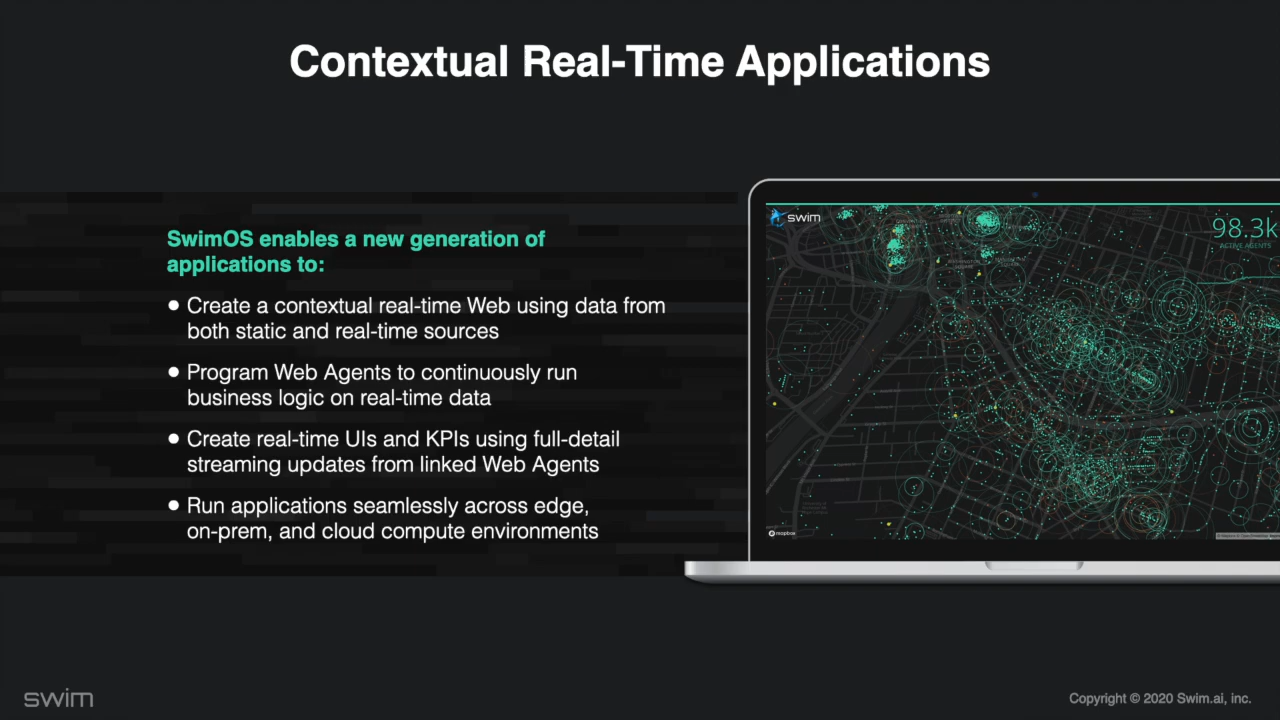 Contextual Real-Time Applications
SwimOS enables a new generation of
applications to:
• Create a contextual real-time Web using data from
both static and real-time sources
• Program Web Agents to continuously run
business logic on real-time data
• Create real-time UIs and KPIs using full-detail
streaming updates from linked Web Agents
• Run applications seamlessly across edge,
on-prem, and cloud compute environments
swim
98.3k
ACTIVE AGENTS
mapbox
swim
Copyright © 2020 Swim.ai, inc.